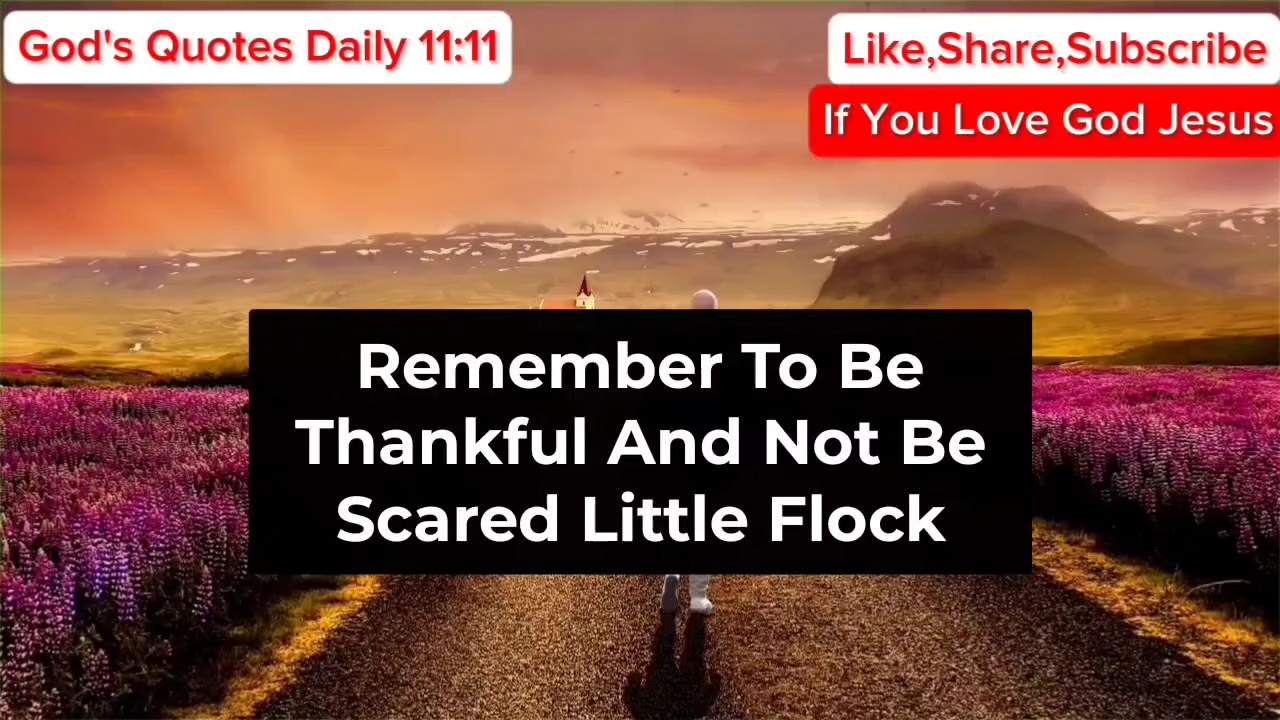 God's Quotes Daily 11:11
Like,Share,Subscribe
If You Love God Jesus
Remember To Be
Thankful And Not Be
Scared Little Flock